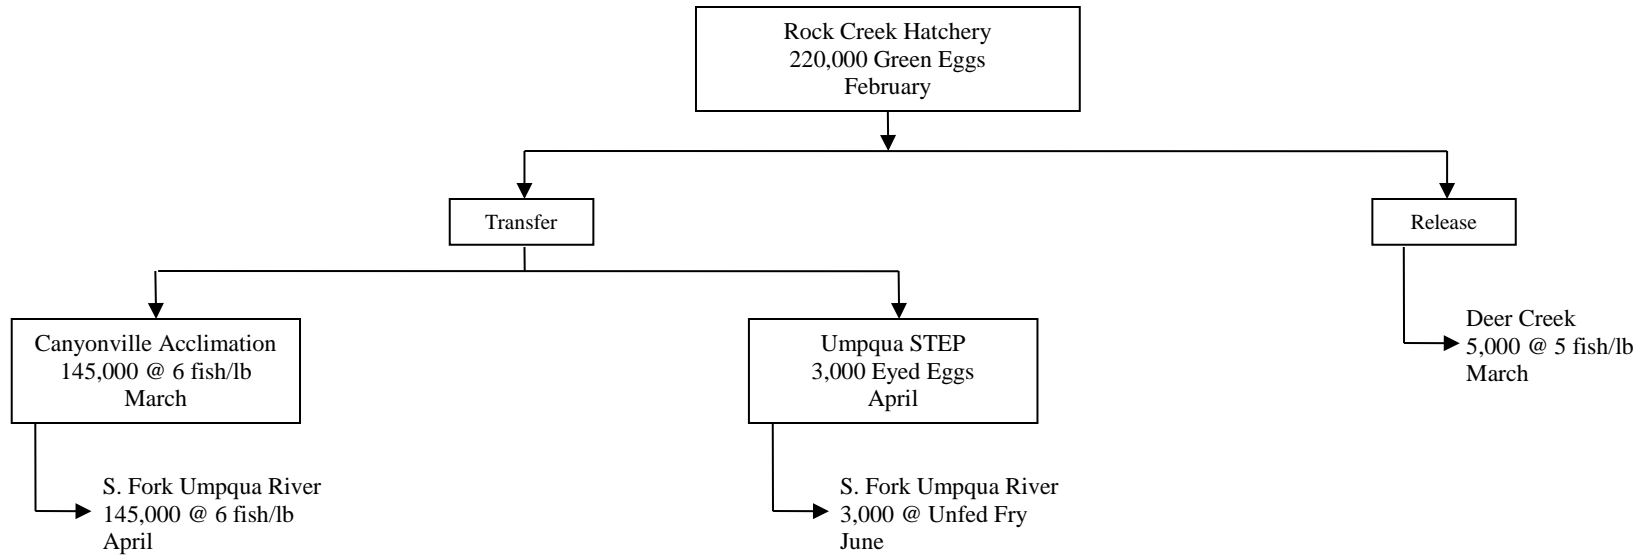 Rock Creek Hatchery
220,000 Green Eggs
February
Transfer
Release
Canyonville Acclimation
145,000 @ 6 fish/lb
March
Umpqua STEP
3,000 Eyed Eggs
April
Deer Creek
5,000 @ 5 fish/lb
March
S. Fork Umpqua River
145,000 @ 6 fish/lb
April
S. Fork Umpqua River
3,000 @ Unfed Fry
June